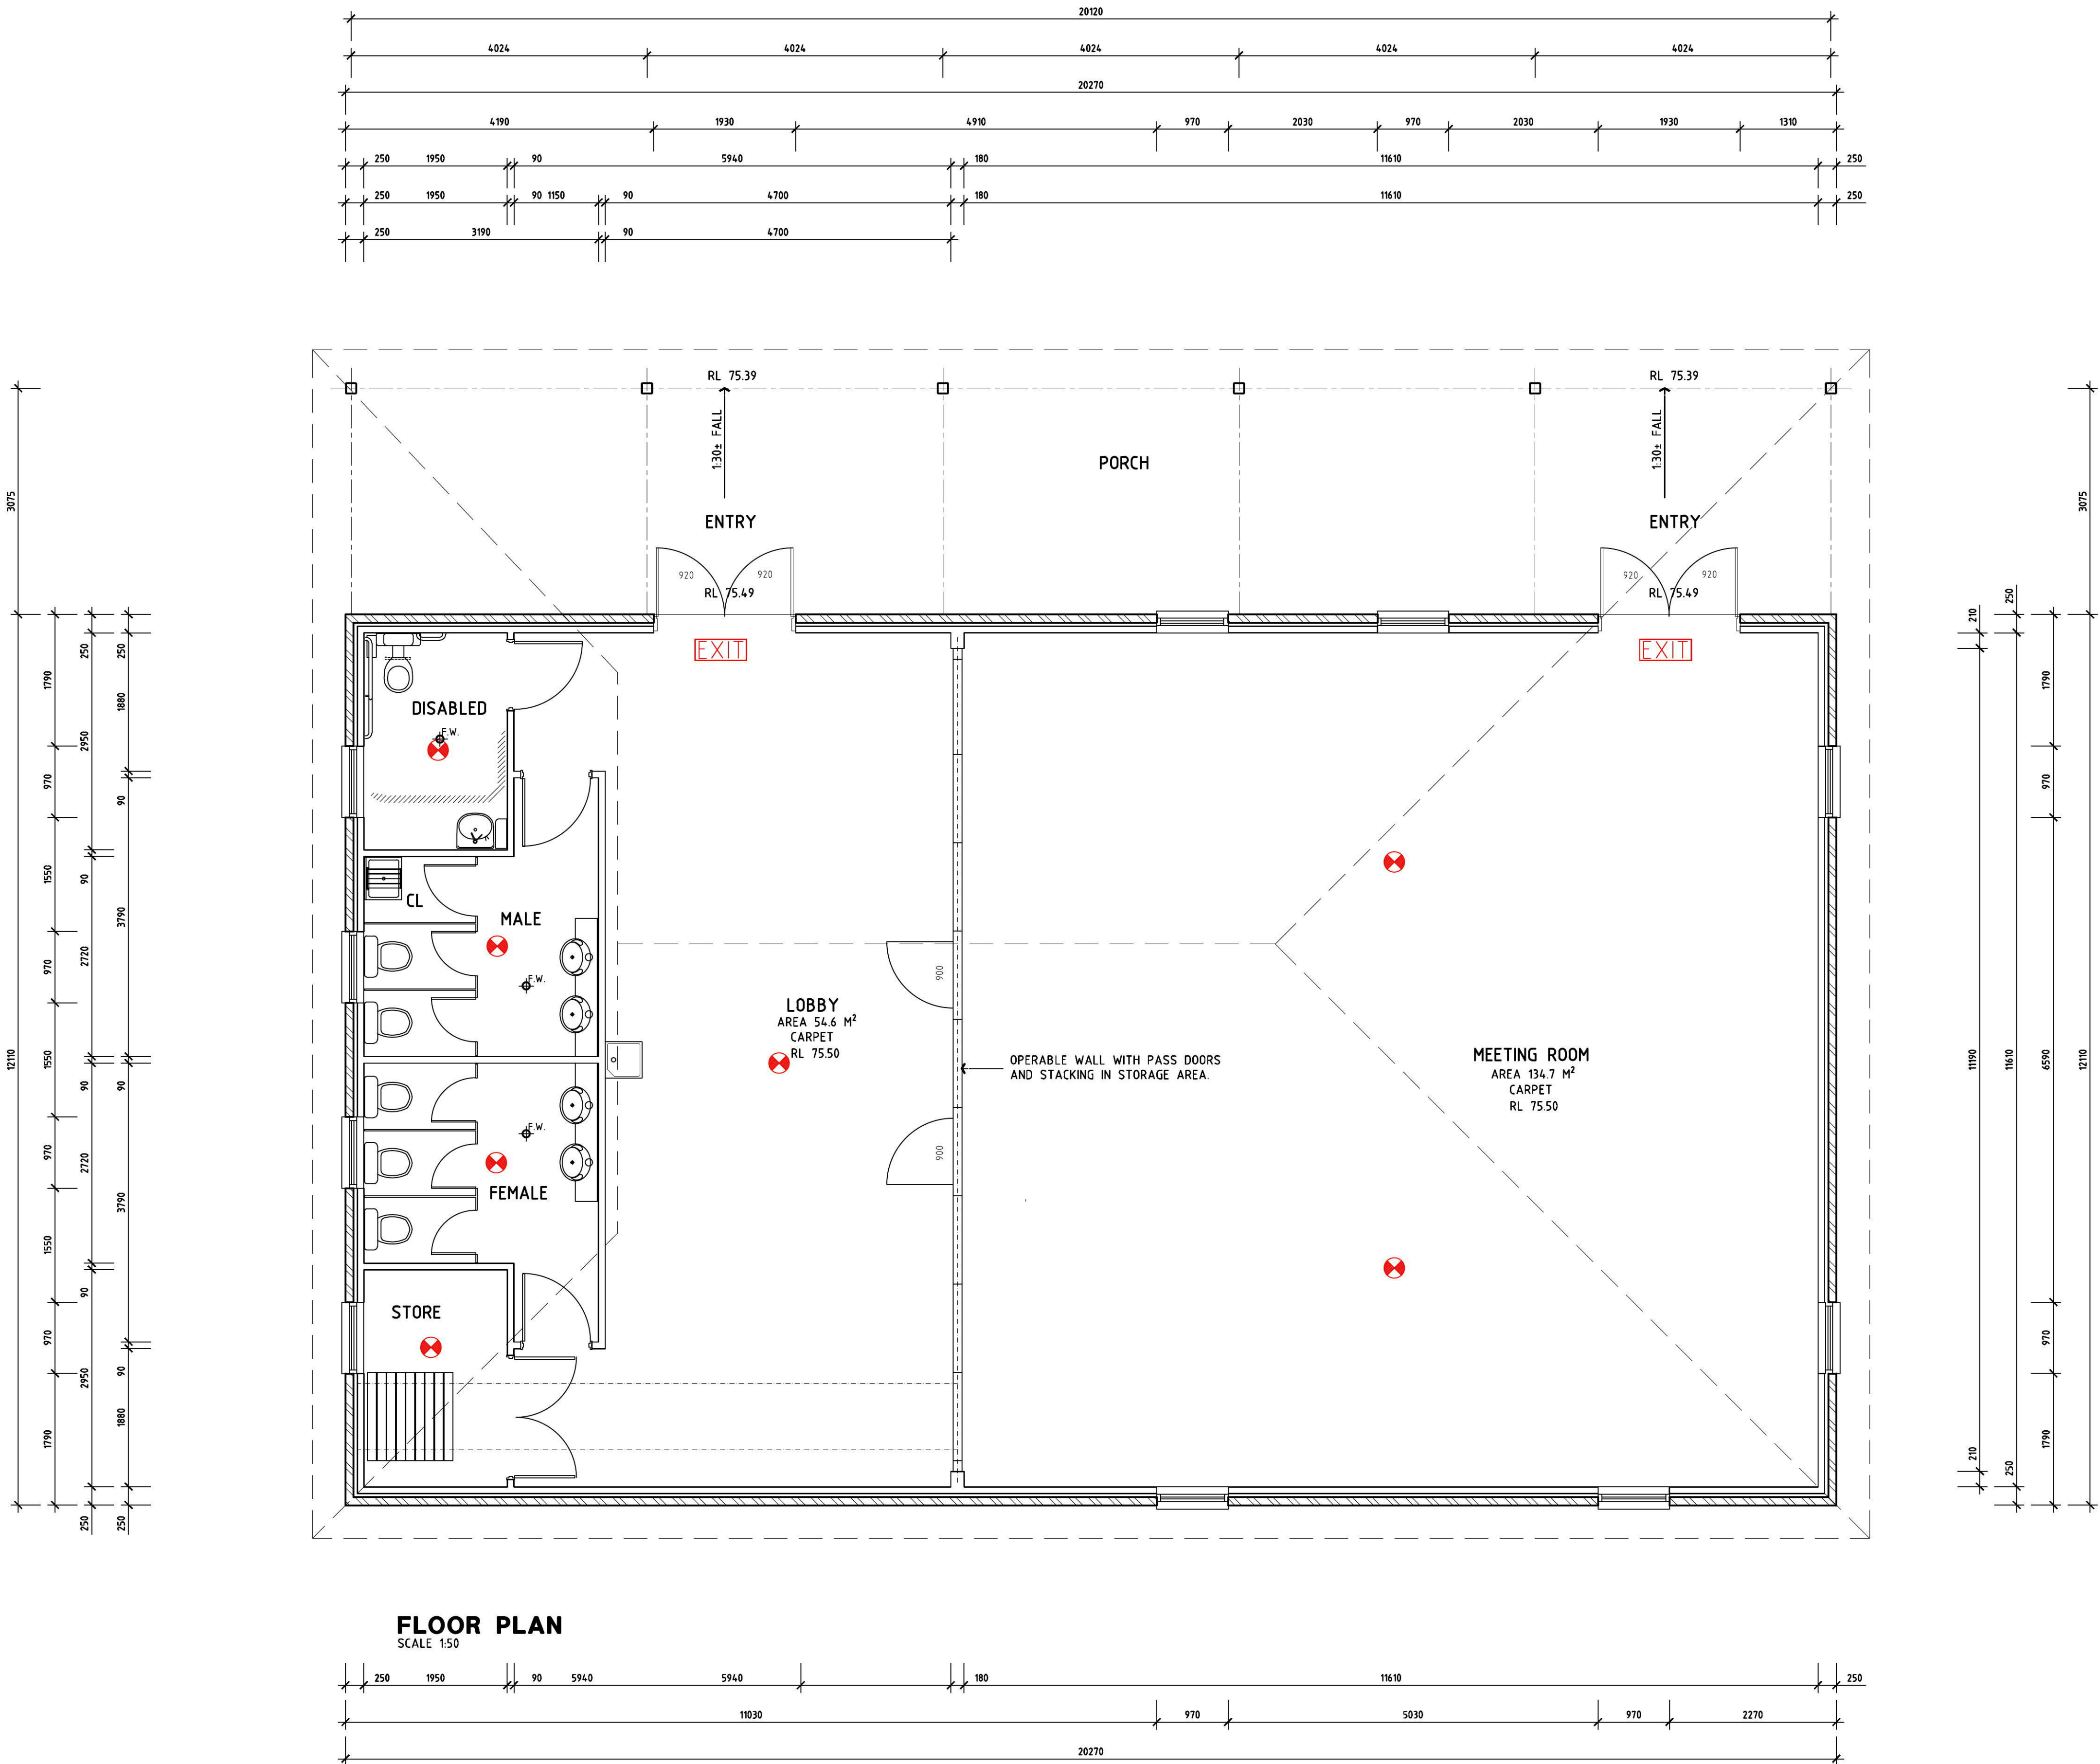 20120
4024 4024 4024 4024 4024
20270
4190 1930 4910 970 2030 970 2030 1930 1310
250 1950 90 5940 180 11610 250
250 1950 90 1150 90 4700 180 11610 250
250 3190 90 4700
RL 75.39
RL 75.39
1:30± FALL
1:30± FALL
PORCH
3075
3075
ENTRY
ENTRY
920 920
920 920
RL 75.49
RL 75.49
EXIT
EXIT
DISABLED
F.W.
CL
MALE
F.W.
900
LOBBY
AREA 54.6 M²
CARPET
RL 75.50
OPERABLE WALL WITH PASS DOORS
AND STACKING IN STORAGE AREA.
MEETING ROOM
AREA 134.7 M²
CARPET
RL 75.50
F.W.
900
FEMALE
STORE
12110
1790
970
1550
970
1550
970
1550
970
1790
250
2950
90
2720
90
2720
90
2950
250
250
1880
90
3790
90
3790
90
1880
250
210
11190
210
250
11610
250
1790
970
6590
970
1790
12110
FLOOR PLAN
SCALE 1:50
250 1950 90 5940 5940 180 11610 250
11030 970 5030 970 2270
20270